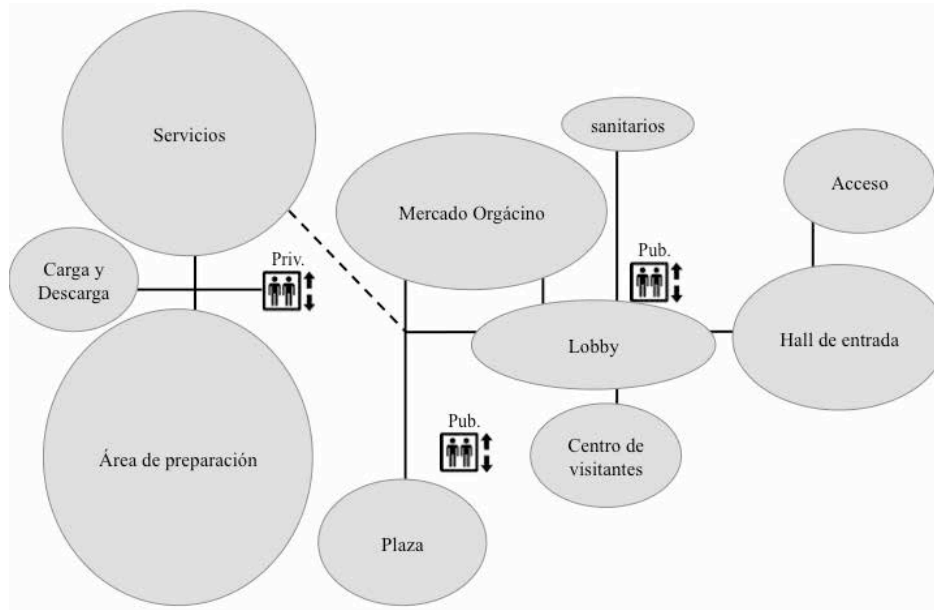 Servicios
sanitarios
Acceso
Mercado Orgácino
Priv.
Pub.
Carga y
Descarga
Lobby
Hall de entrada
Pub.
Área de preparación
Centro de
visitantes
Plaza